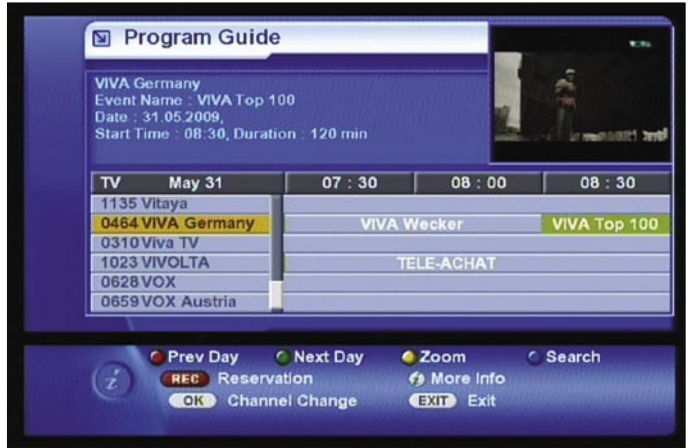 Program Guide
VIVA Germany
Event Name : VIVA Top 100
Date : 31.05.2009,
Start Time : 08:30, Duration : 120 min
TV May 31 07 : 30 08 : 00 08 : 30
1135 Vitaya
0464 VIVA Germany VIVA Wecker VIVA Top 100
0310 Viva TV
1023 VIVOLTA TELE-ACHAT
0628 VOX
0659 VOX Austria
Prev Day Next Day Zoom Search
i REC Reservation More Info
OK Channel Change EXIT Exit